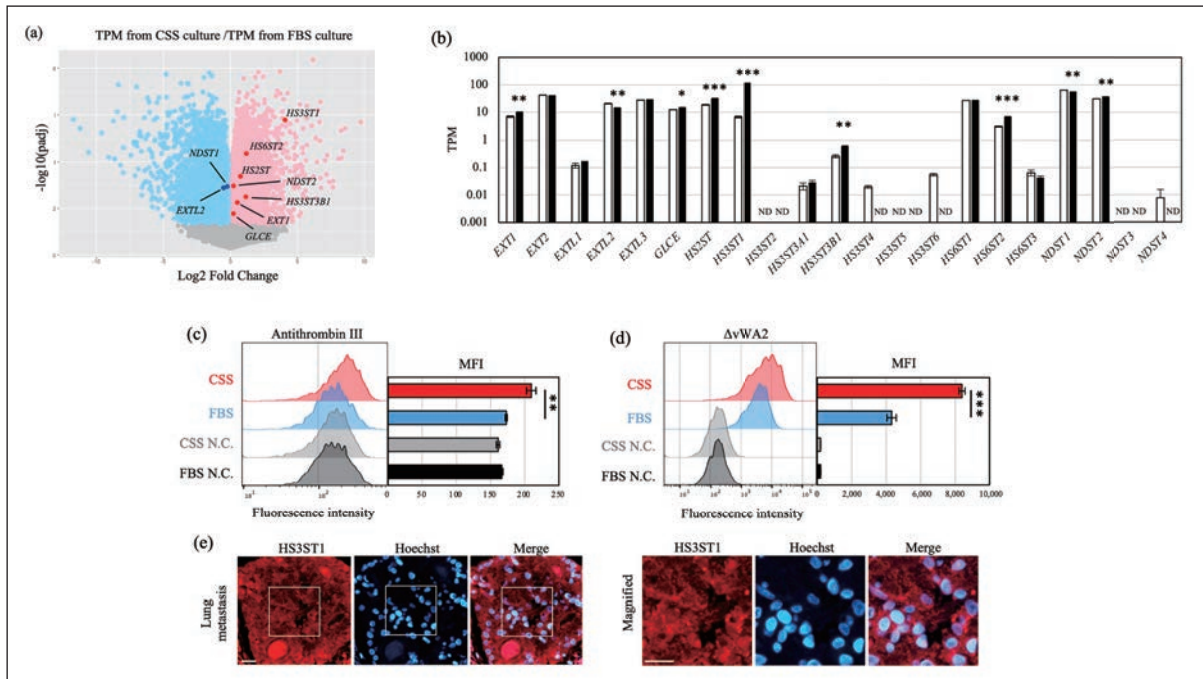 (a)
TPM from CSS culture /TPM from FBS culture
-log10(padj)
HS3ST1
HS6ST2
NDST1
HS2ST
NDST2
HS3ST3B1
EXTL2
EXT1
GLCE
Log2 Fold Change
(b)
TPM
1000
100
10
1
0.1
0.01
0.001
** ** * *** *** ** *** ** **
ND ND ND ND ND ND ND ND ND
EXT1 EXT2 EXTL1 EXTL2 EXTL3 GLCE HS2ST HS3ST1 HS3ST2 HS3ST3A1 HS3ST3B1 HS3ST4 HS3ST5 HS3ST6 HS6ST1 HS6ST2 HS6ST3 NDST1 NDST2 NDST3 NDST4
(c)
Antithrombin III
MFI
CSS
FBS
CSS N.C.
FBS N.C.
**
0 50 100 150 200 250
Fluorescence intensity
(d)
ΔvWA2
MFI
CSS
FBS
CSS N.C.
FBS N.C.
***
0 2,000 4,000 6,000 8,000 10,000
Fluorescence intensity
(e)
HS3ST1 Hoechst Merge
Lung metastasis
HS3ST1 Hoechst Merge
Magnified